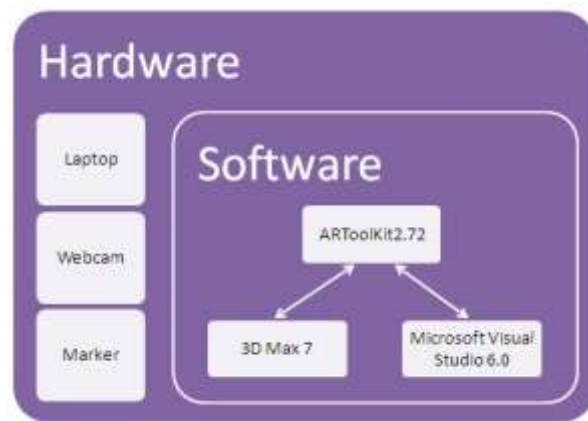 Hardware
Laptop
Webcam
Marker
Software
ARToolKit2.72
3D Max 7
Microsoft Visual
Studio 6.0